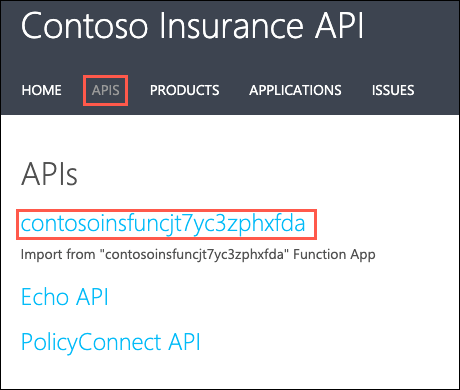 Contoso Insurance API
HOME APIS PRODUCTS APPLICATIONS ISSUES
APIs
contosoinsfuncjt7yc3zphxfda
Import from "contosoinsfuncjt7yc3zphxfda" Function App
Echo API
PolicyConnect API